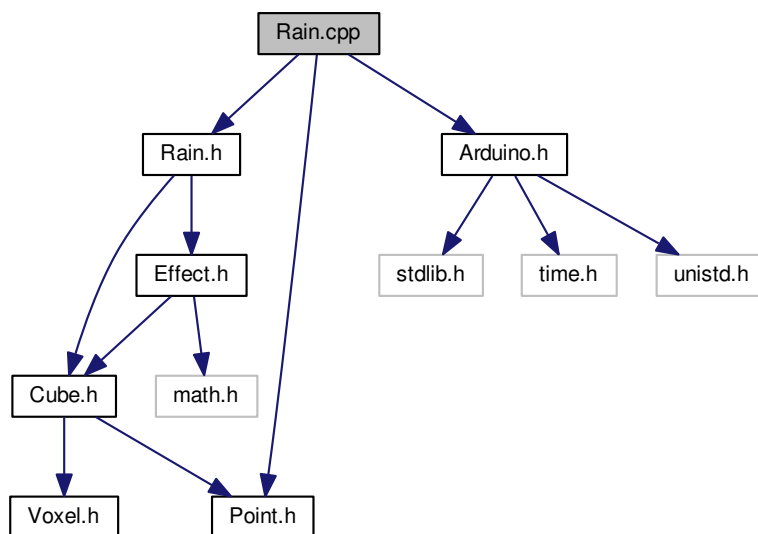 Rain.cpp
Rain.h
Arduino.h
Effect.h
stdlib.h
time.h
unistd.h
Cube.h
math.h
Voxel.h
Point.h